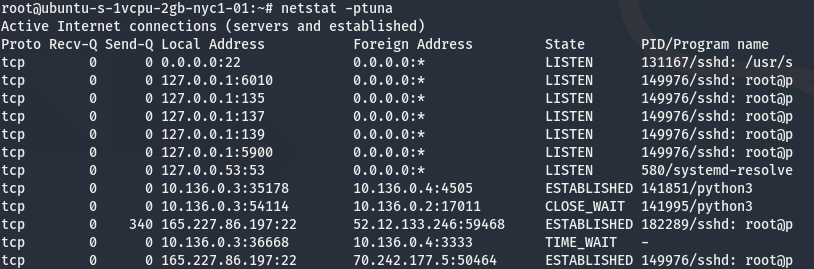 root@ubuntu-s-1vcpu-2gb-nyc1-01:~# netstat -ptuna
Active Internet connections (servers and established)
Proto Recv-Q Send-Q Local Address           Foreign Address         State       PID/Program name
tcp        0      0 0.0.0.0:22              0.0.0.0:*               LISTEN      131167/sshd: /usr/s
tcp        0      0 127.0.0.1:6010          0.0.0.0:*               LISTEN      149976/sshd: root@p
tcp        0      0 127.0.0.1:135           0.0.0.0:*               LISTEN      149976/sshd: root@p
tcp        0      0 127.0.0.1:137           0.0.0.0:*               LISTEN      149976/sshd: root@p
tcp        0      0 127.0.0.1:139           0.0.0.0:*               LISTEN      149976/sshd: root@p
tcp        0      0 127.0.0.1:5900          0.0.0.0:*               LISTEN      149976/sshd: root@p
tcp        0      0 127.0.0.53:53           0.0.0.0:*               LISTEN      580/systemd-resolve
tcp        0      0 10.136.0.3:35178        10.136.0.4:4505         ESTABLISHED 141851/python3
tcp        0      0 10.136.0.3:54114        10.136.0.2:17011        CLOSE_WAIT  141995/python3
tcp        0    340 165.227.86.197:22       52.12.133.246:59468     ESTABLISHED 182289/sshd: root@p
tcp        0      0 10.136.0.3:36668        10.136.0.4:3333         TIME_WAIT   -
tcp        0      0 165.227.86.197:22       70.242.177.5:50464      ESTABLISHED 149976/sshd: root@p